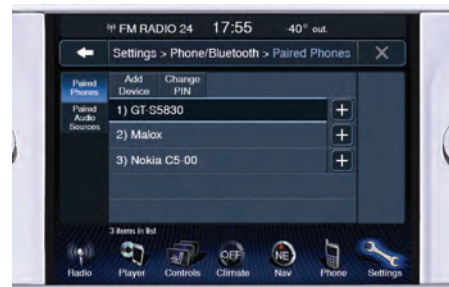 FM RADIO 24 17:55 -40° out.
Settings > Phone/Bluetooth > Paired Phones X
Paired Phones
Add Device
Change PIN
Paired Audio Sources
1) GT-S5830 +
2) Malox +
3) Nokia C5-00 +
3 items in list
Radio Player Controls OFF Climate NE Nav Phone Settings